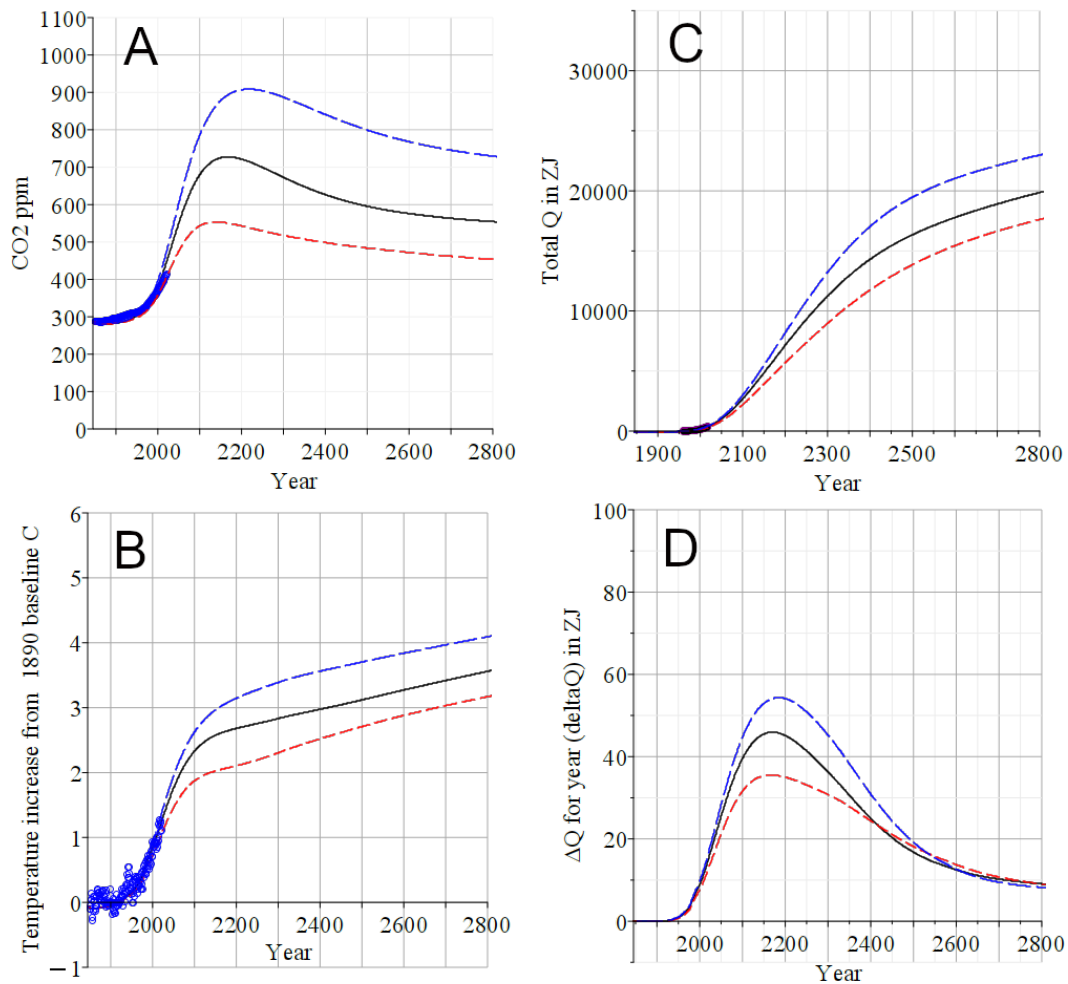 A
1100
1000
900
800
700
600
500
400
300
200
100
0
CO2 ppm
2000 2200 2400 2600 2800
Year
C
30000
20000
10000
0
Total Q in ZJ
1900 2100 2300 2500 2800
Year
B
6
5
4
3
2
1
0
−1
Temperature increase from 1890 baseline C
2000 2200 2400 2600 2800
Year
D
100
80
60
40
20
0
ΔQ for year (deltaQ) in ZJ
2000 2200 2400 2600 2800
Year